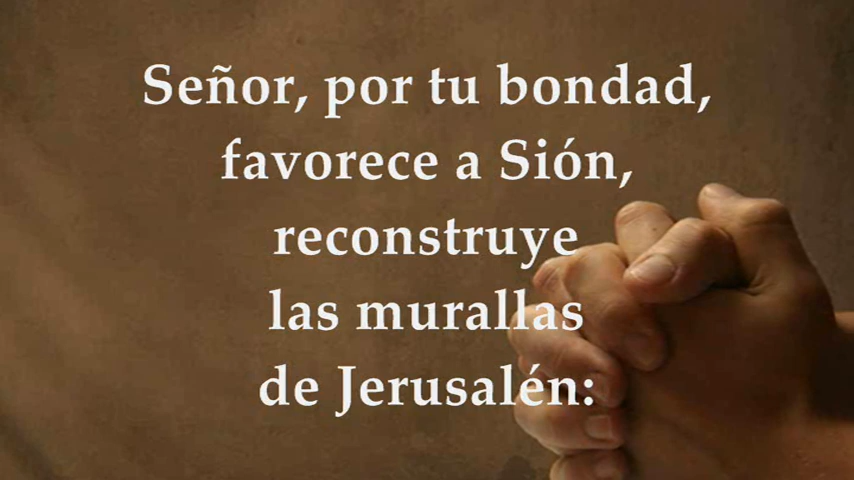 Señor, por tu bondad,
favorece a Sión,
reconstruye
las murallas
de Jerusalén: